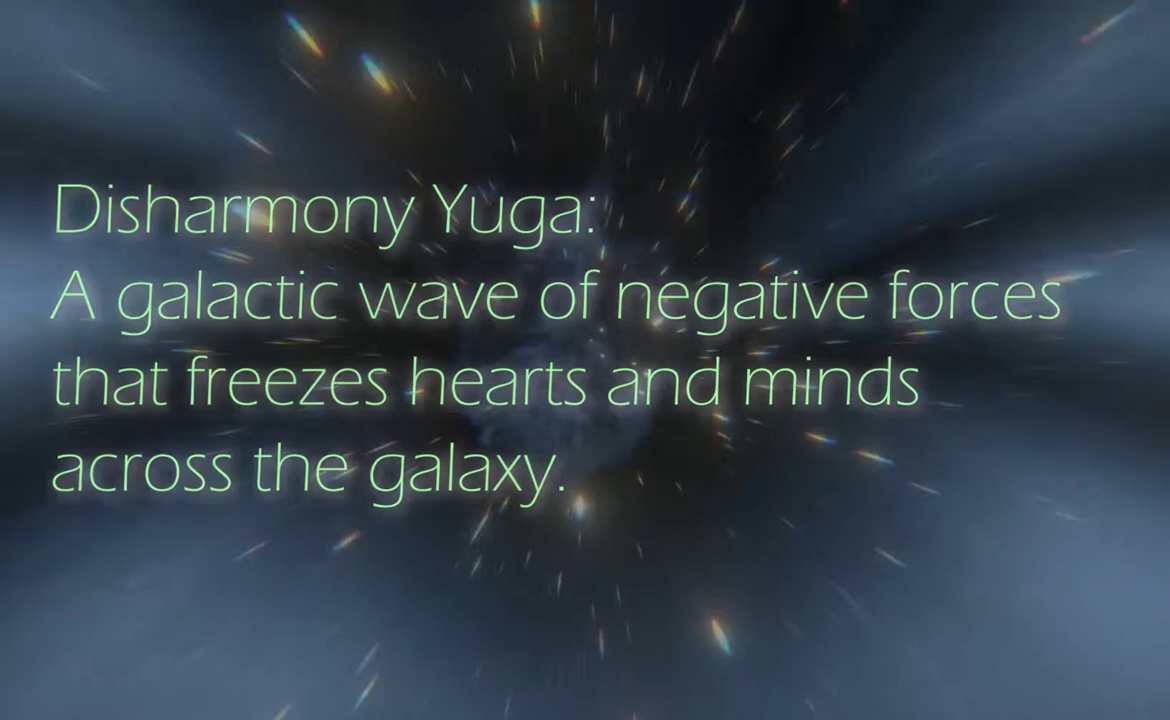 Disharmony Yuga:
A galactic wave of negative forces
that freezes hearts and minds
across the galaxy.